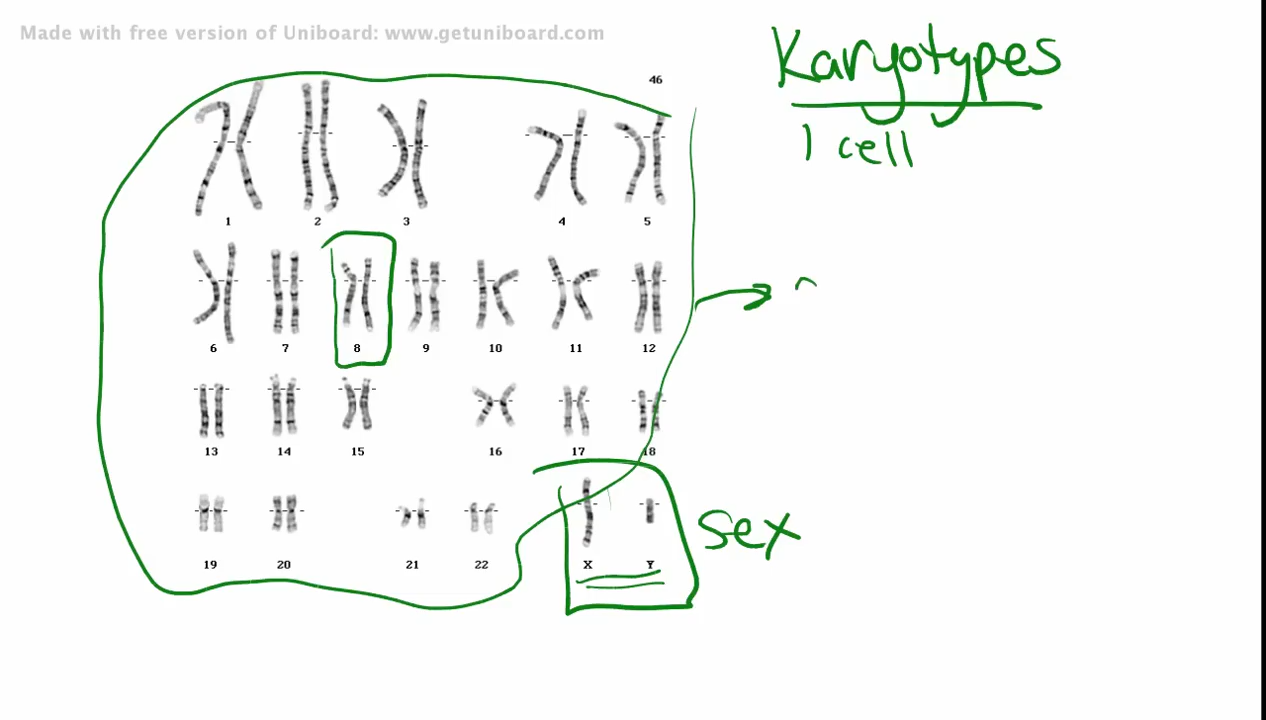 Made with free version of Uniboard: www.getuniboard.com
Karyotypes
46
1 cell
1 2 3 4 5
6 7 8 9 10 11 12
13 14 15 16 17 18
sex
19 20 21 22 X Y